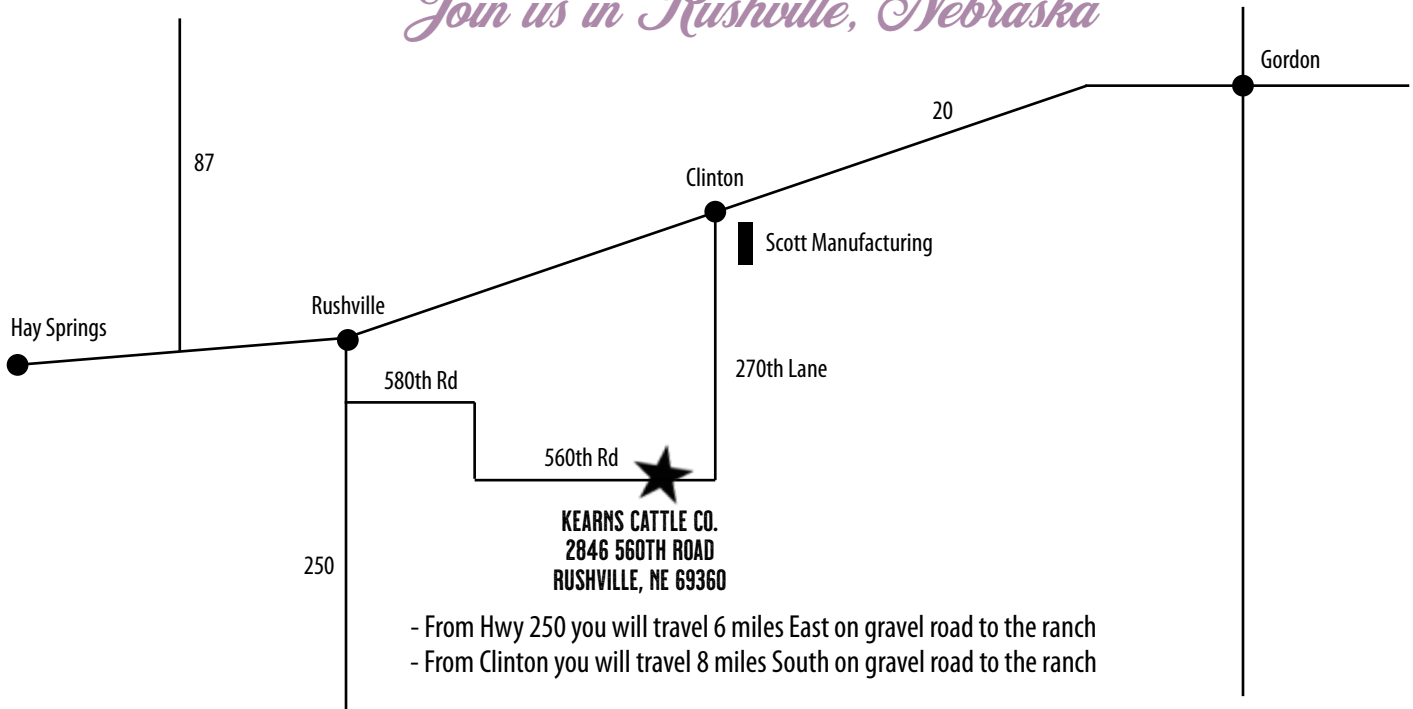 Join us in Rushville, Nebraska
Gordon
20
87
Clinton
Scott Manufacturing
Rushville
Hay Springs
270th Lane
580th Rd
560th Rd
KEARNS CATTLE CO.
2846 560TH ROAD
RUSHVILLE, NE 69360
250
- From Hwy 250 you will travel 6 miles East on gravel road to the ranch
- From Clinton you will travel 8 miles South on gravel road to the ranch